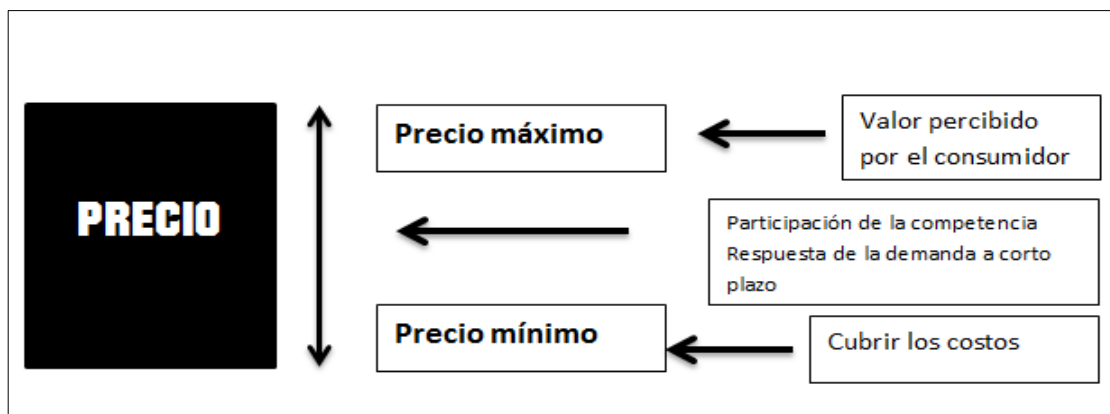 PRECIO
Precio máximo
Valor percibido
por el consumidor
Participación de la competencia
Respuesta de la demanda a corto
plazo
Precio mínimo
Cubrir los costos